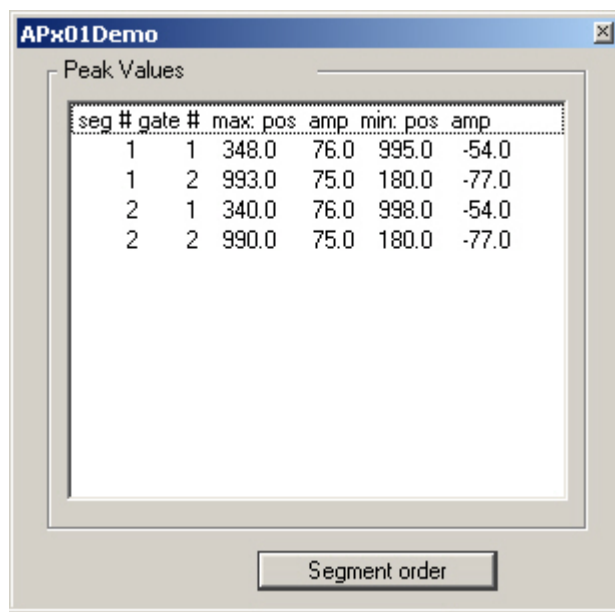 APx01Demo
Peak Values
seg # gate # max: pos amp min: pos amp
1 1 348.0 76.0 995.0 -54.0
1 2 993.0 75.0 180.0 -77.0
2 1 340.0 76.0 998.0 -54.0
2 2 990.0 75.0 180.0 -77.0
Segment order